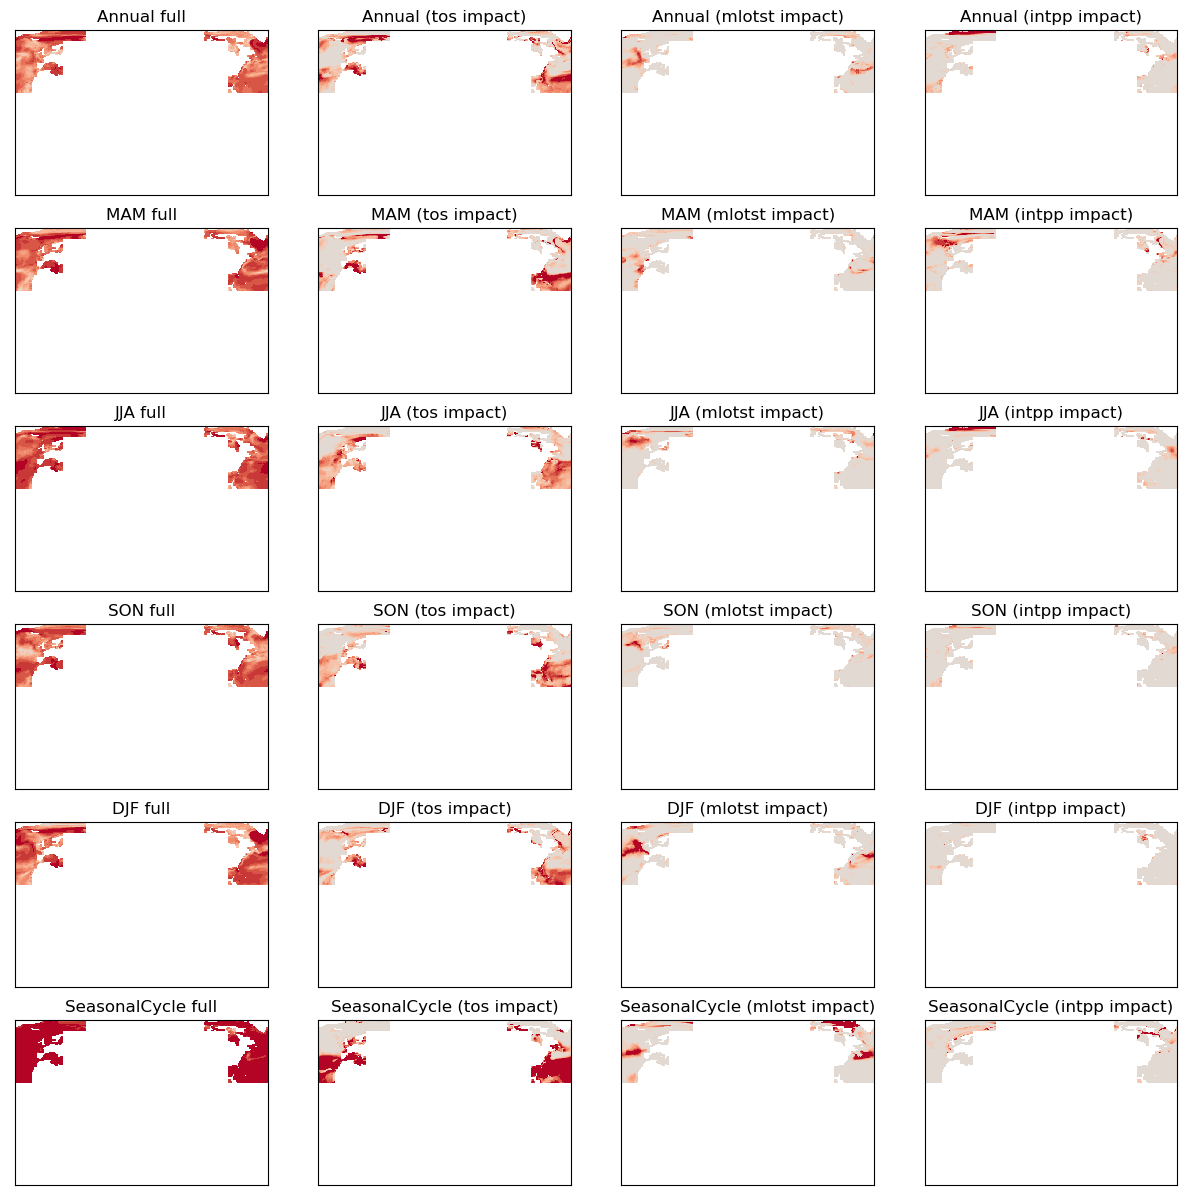 Annual full
Annual (tos impact)
Annual (mlotst impact)
Annual (intpp impact)
MAM full
MAM (tos impact)
MAM (mlotst impact)
MAM (intpp impact)
JJA full
JJA (tos impact)
JJA (mlotst impact)
JJA (intpp impact)
SON full
SON (tos impact)
SON (mlotst impact)
SON (intpp impact)
DJF full
DJF (tos impact)
DJF (mlotst impact)
DJF (intpp impact)
SeasonalCycle full
SeasonalCycle (tos impact)
SeasonalCycle (mlotst impact)
SeasonalCycle (intpp impact)